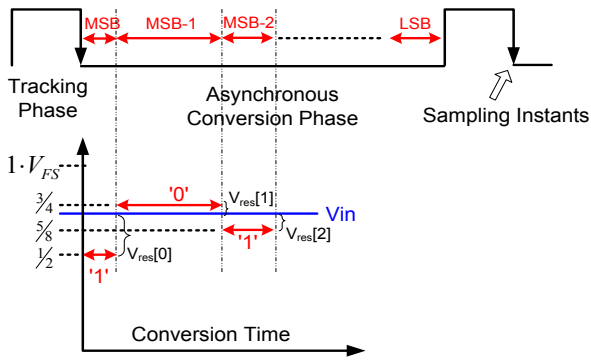 MSB MSB-1 MSB-2 LSB
Tracking Phase
Asynchronous Conversion Phase
Sampling Instants
1·V_FS
3/4 '0' V_res[1]
Vin
5/8 '1' V_res[2]
1/2 '1' V_res[0]
Conversion Time